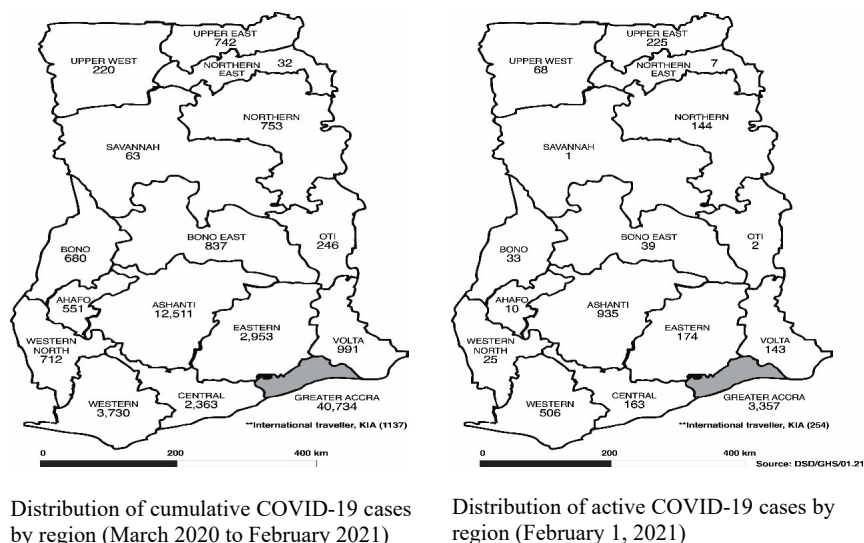 UPPER EAST
742
UPPER WEST
220
NORTHERN
EAST
32
NORTHERN
753
SAVANNAH
63
BONO EAST
837
OTI
246
BONO
680
AHAFO
551
ASHANTI
12,511
EASTERN
2,953
VOLTA
991
WESTERN
NORTH
712
WESTERN
3,730
CENTRAL
2,363
GREATER ACCRA
40,734
**International traveller, KIA (1137)
0 200 400 km
Distribution of cumulative COVID-19 cases
by region (March 2020 to February 2021)
UPPER EAST
225
UPPER WEST
68
NORTHERN
EAST
7
NORTHERN
144
SAVANNAH
1
BONO EAST
39
OTI
2
BONO
33
AHAFO
10
ASHANTI
935
EASTERN
174
VOLTA
143
WESTERN
NORTH
25
WESTERN
506
CENTRAL
163
GREATER ACCRA
3,357
**International traveller, KIA (254)
0 200 400 km
Source: DSD/GHS/01.21
Distribution of active COVID-19 cases by
region (February 1, 2021)